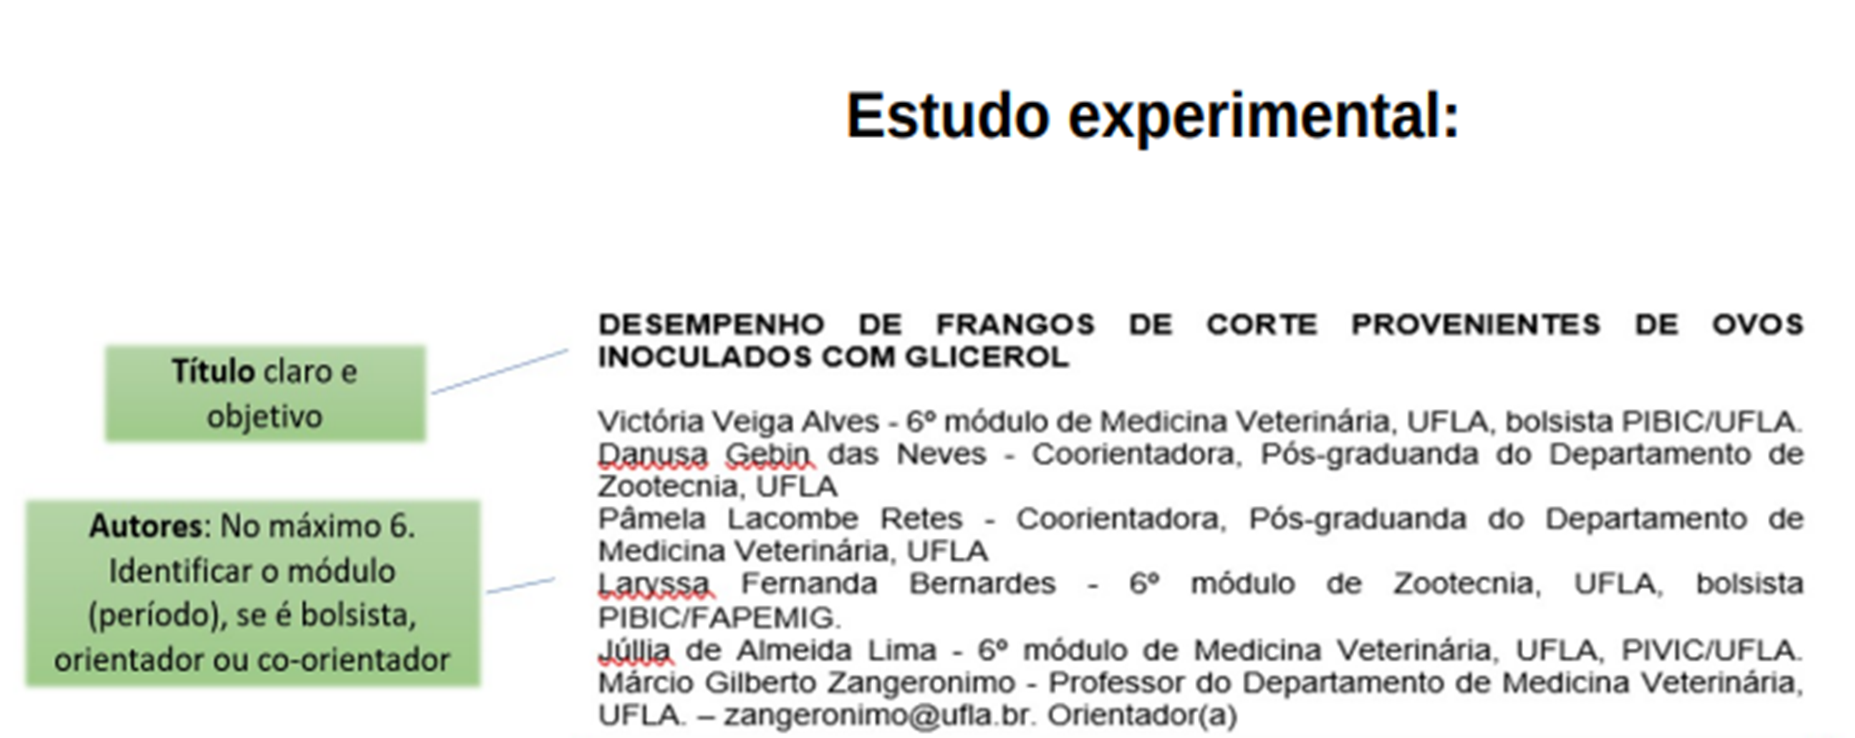 Estudo experimental:
Título claro e
objetivo
Autores: No máximo 6.
Identificar o módulo
(período), se é bolsista,
orientador ou co-orientador
DESEMPENHO DE FRANGOS DE CORTE PROVENIENTES DE OVOS
INOCULADOS COM GLICEROL
Victória Veiga Alves - 6º módulo de Medicina Veterinária, UFLA, bolsista PIBIC/UFLA.
Danusa Gebin das Neves - Coorientadora, Pós-graduanda do Departamento de
Zootecnia, UFLA
Pâmela Lacombe Retes - Coorientadora, Pós-graduanda do Departamento de
Medicina Veterinária, UFLA
Laryssa Fernanda Bernardes - 6º módulo de Zootecnia, UFLA, bolsista
PIBIC/FAPEMIG.
Júllia de Almeida Lima - 6º módulo de Medicina Veterinária, UFLA, PIVIC/UFLA.
Márcio Gilberto Zangeronimo - Professor do Departamento de Medicina Veterinária,
UFLA. – zangeronimo@ufla.br. Orientador(a)